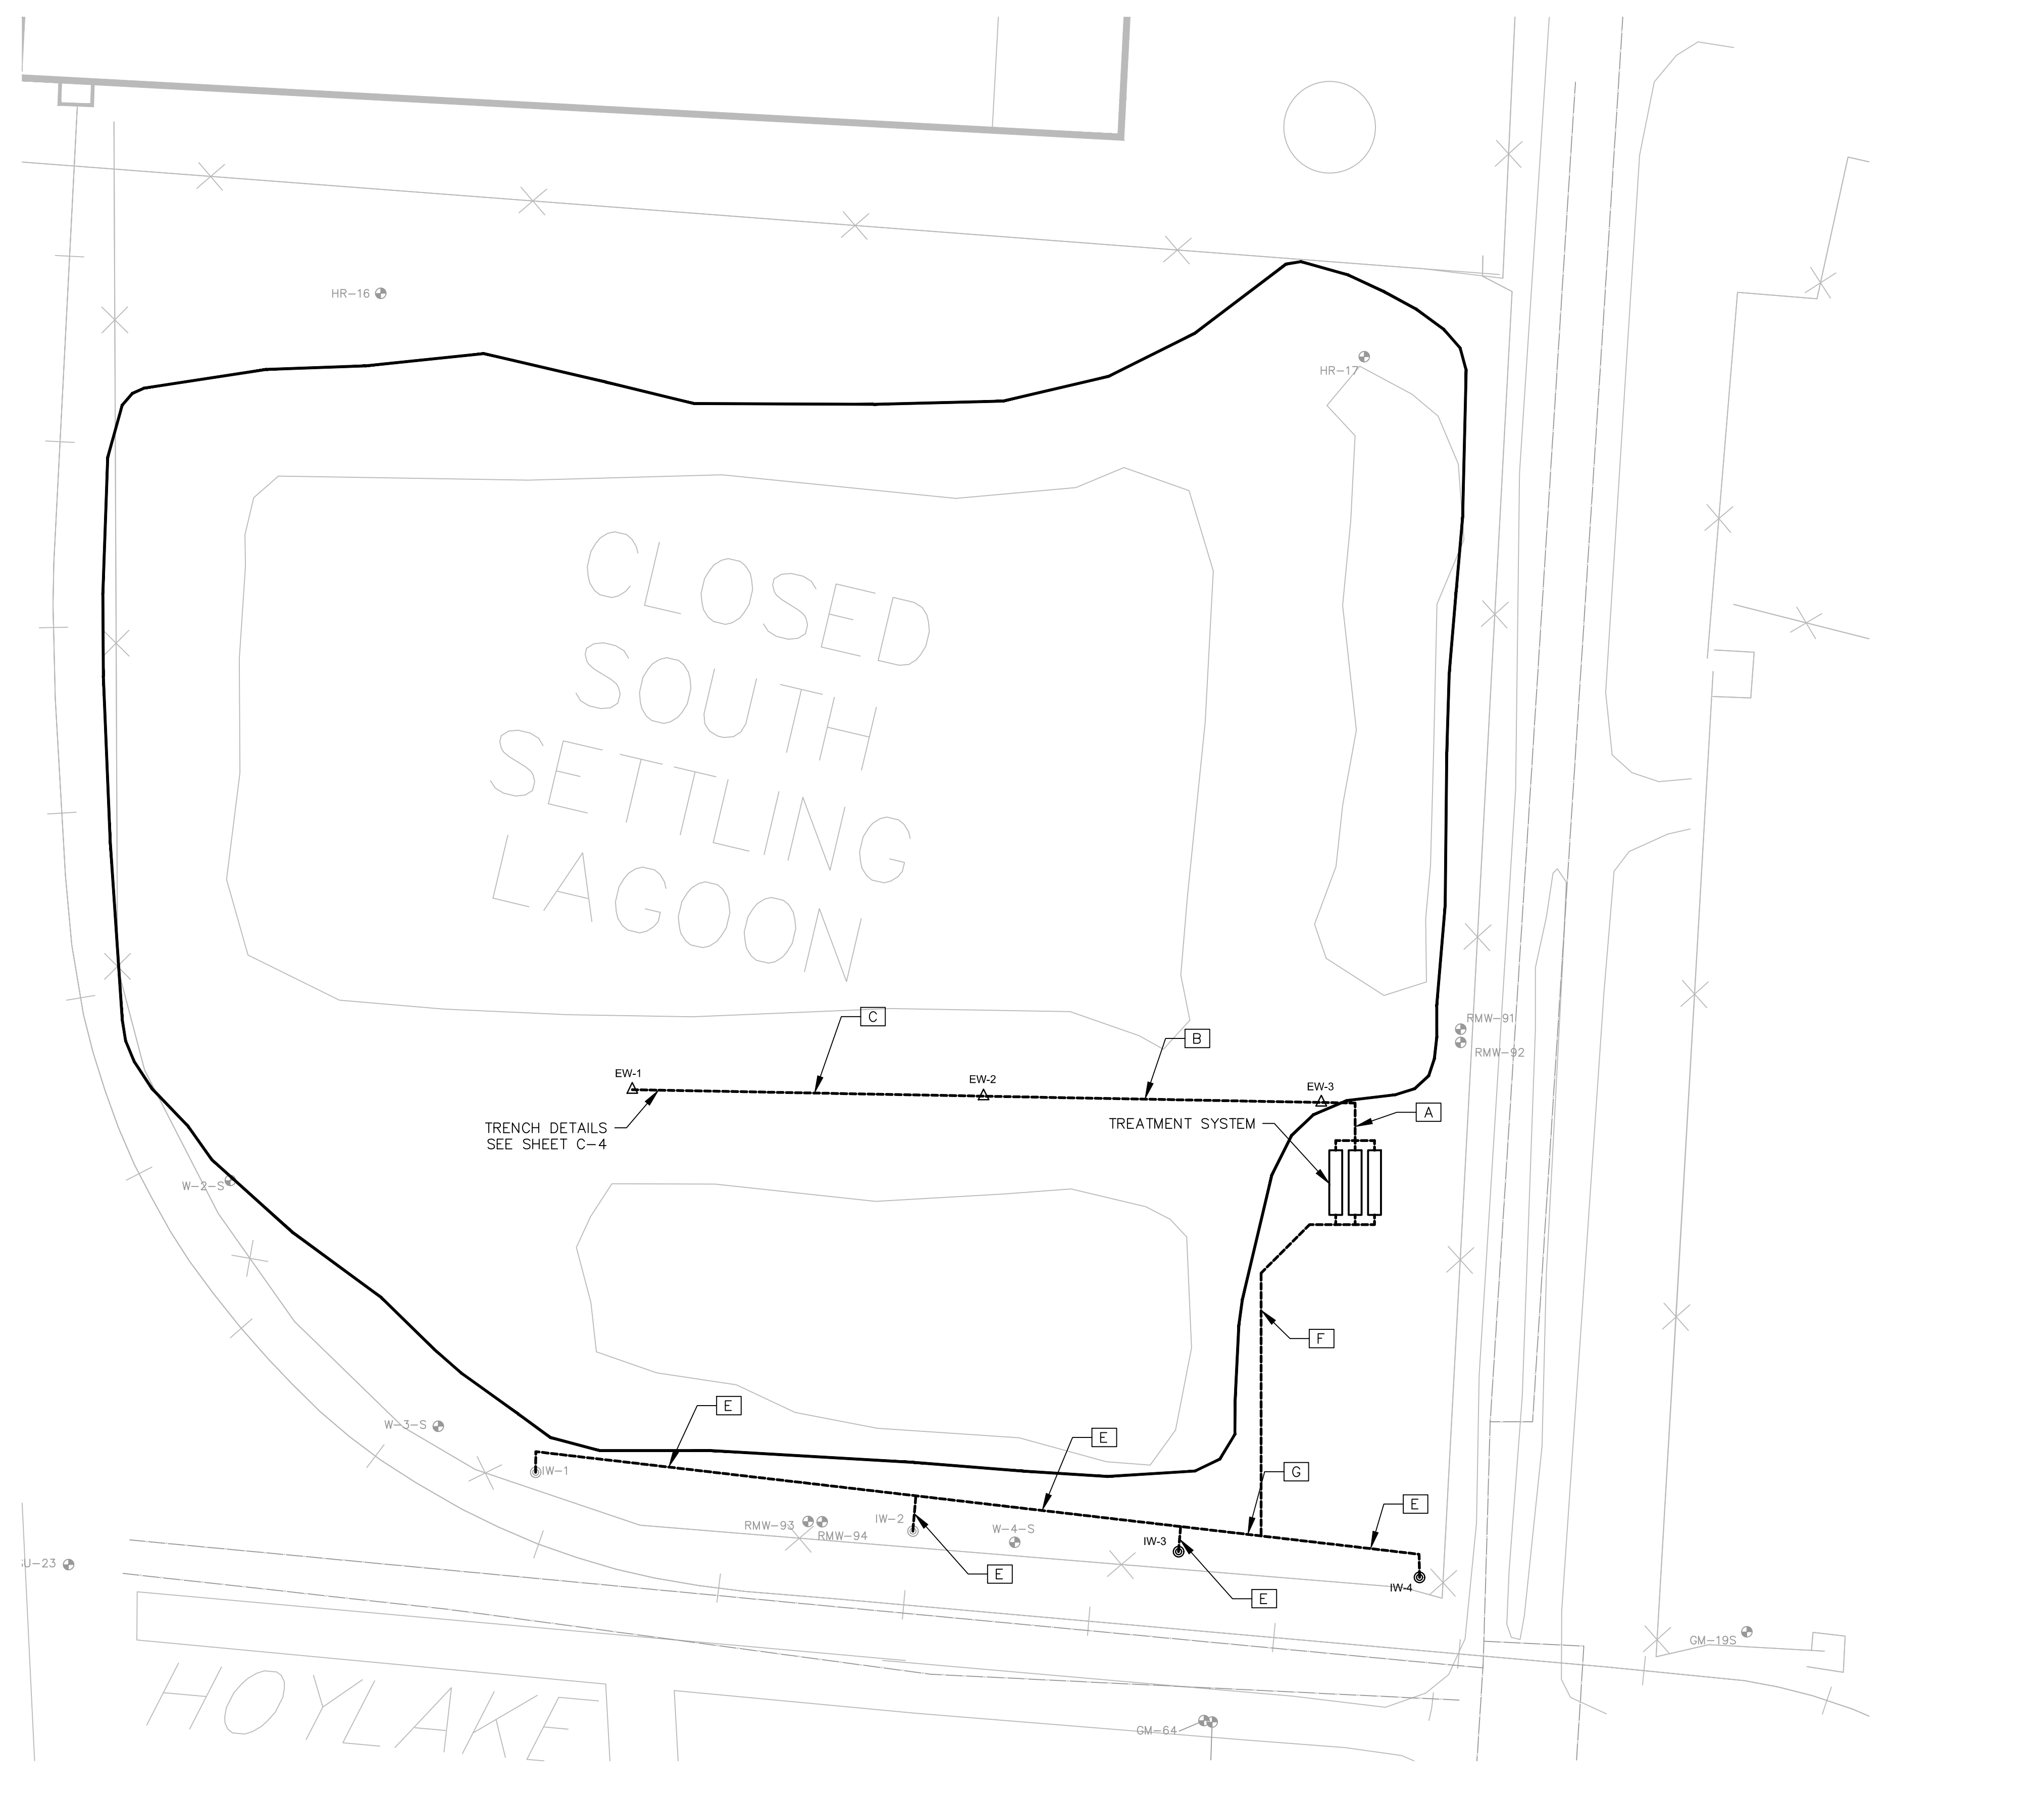 HR-16
HR-17
CLOSED
SOUTH
SETTLING
LAGOON
C
RMW-91
B
RMW-92
EW-1
EW-2
EW-3
A
TRENCH DETAILS
SEE SHEET C-4
TREATMENT SYSTEM
W-2-S
F
E
W-3-S
E
IW-1
G
E
IW-2
RMW-93
RMW-94
W-4-S
IW-3
U-23
E
IW-4
E
GM-19S
HOYLAKE
GM-64